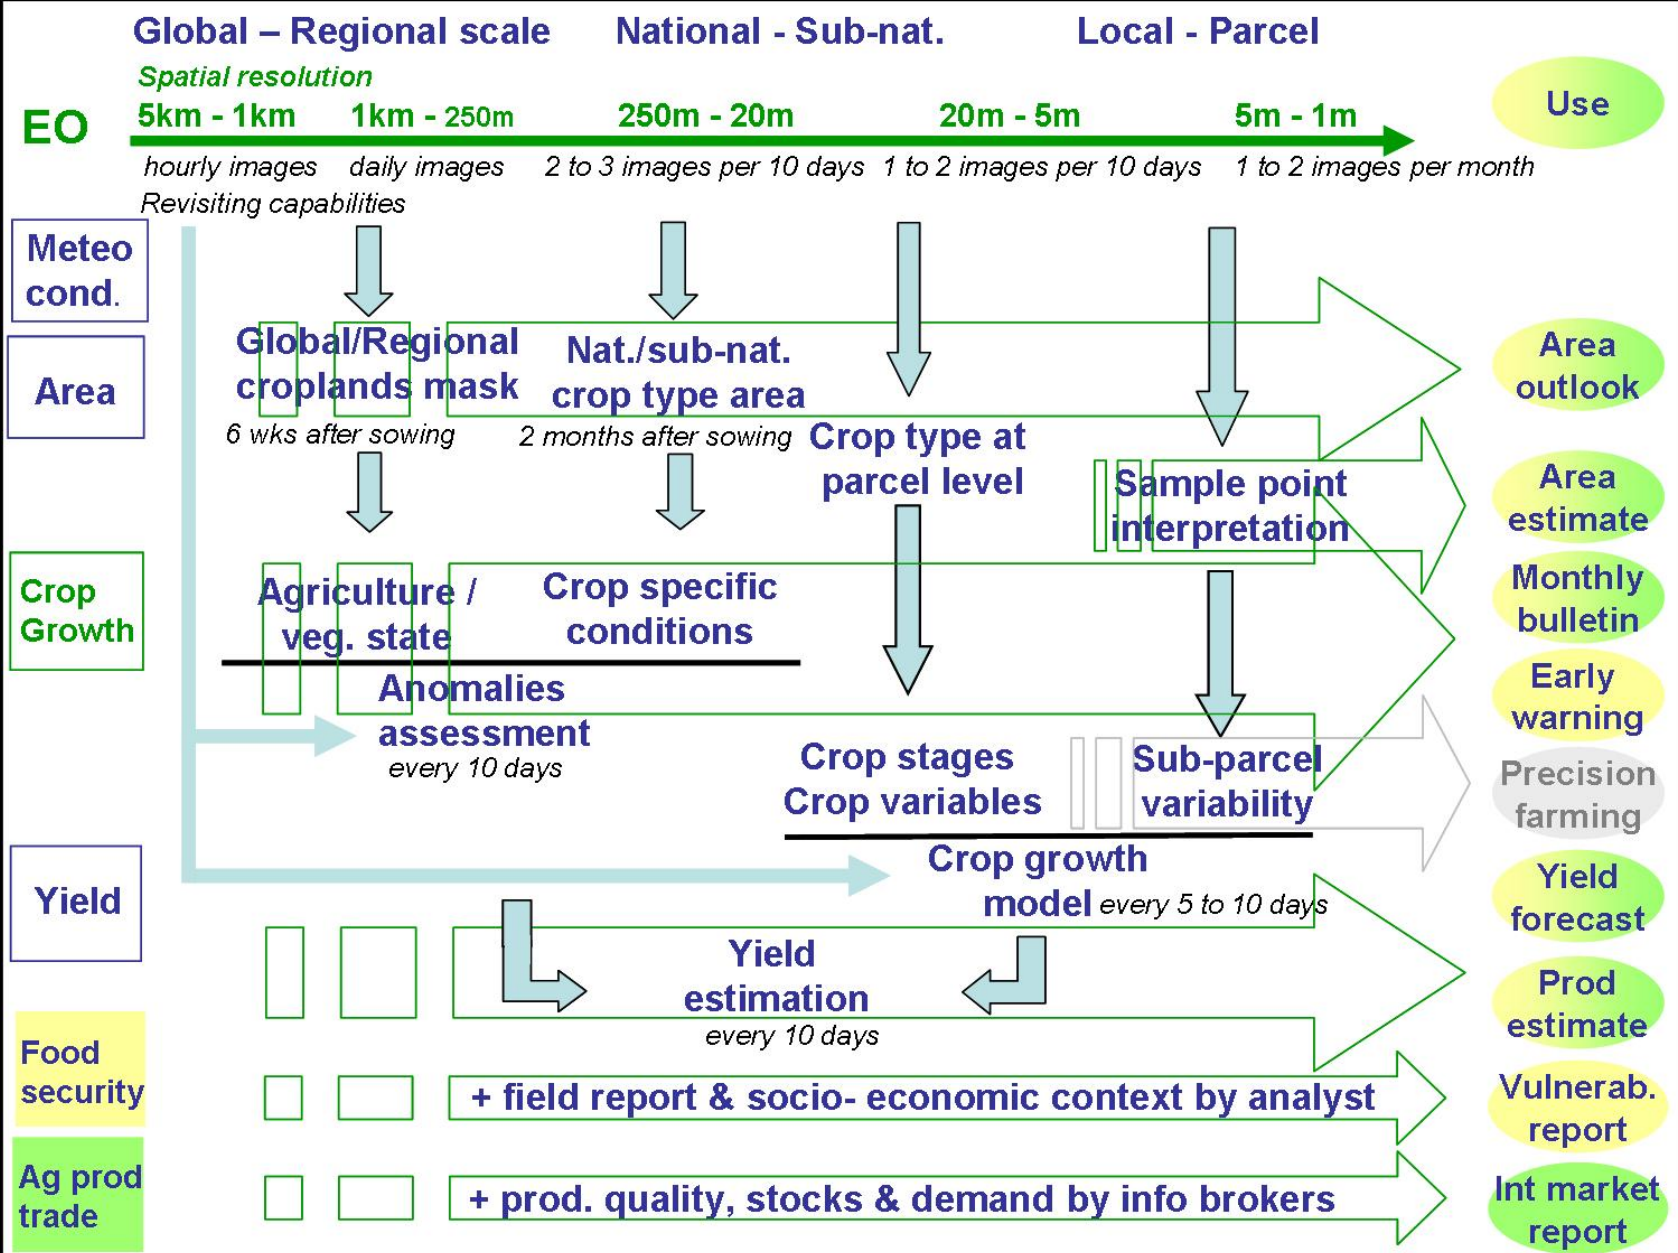 Global – Regional scale National - Sub-nat. Local - Parcel
Spatial resolution
EO
5km - 1km 1km - 250m 250m - 20m 20m - 5m 5m - 1m
Use
hourly images daily images 2 to 3 images per 10 days 1 to 2 images per 10 days 1 to 2 images per month
Revisiting capabilities
Meteo
cond.
Area
Global/Regional
croplands mask
6 wks after sowing
Nat./sub-nat.
crop type area
2 months after sowing
Crop type at
parcel level
Sample point
interpretation
Area
outlook
Area
estimate
Crop
Growth
Agriculture /
veg. state
Crop specific
conditions
Anomalies
assessment
every 10 days
Crop stages
Crop variables
Sub-parcel
variability
Monthly
bulletin
Early
warning
Precision
farming
Yield
Crop growth
model every 5 to 10 days
Yield
estimation
every 10 days
Yield
forecast
Prod
estimate
Food
security
+ field report & socio- economic context by analyst
Vulnerab.
report
Ag prod
trade
+ prod. quality, stocks & demand by info brokers
Int market
report